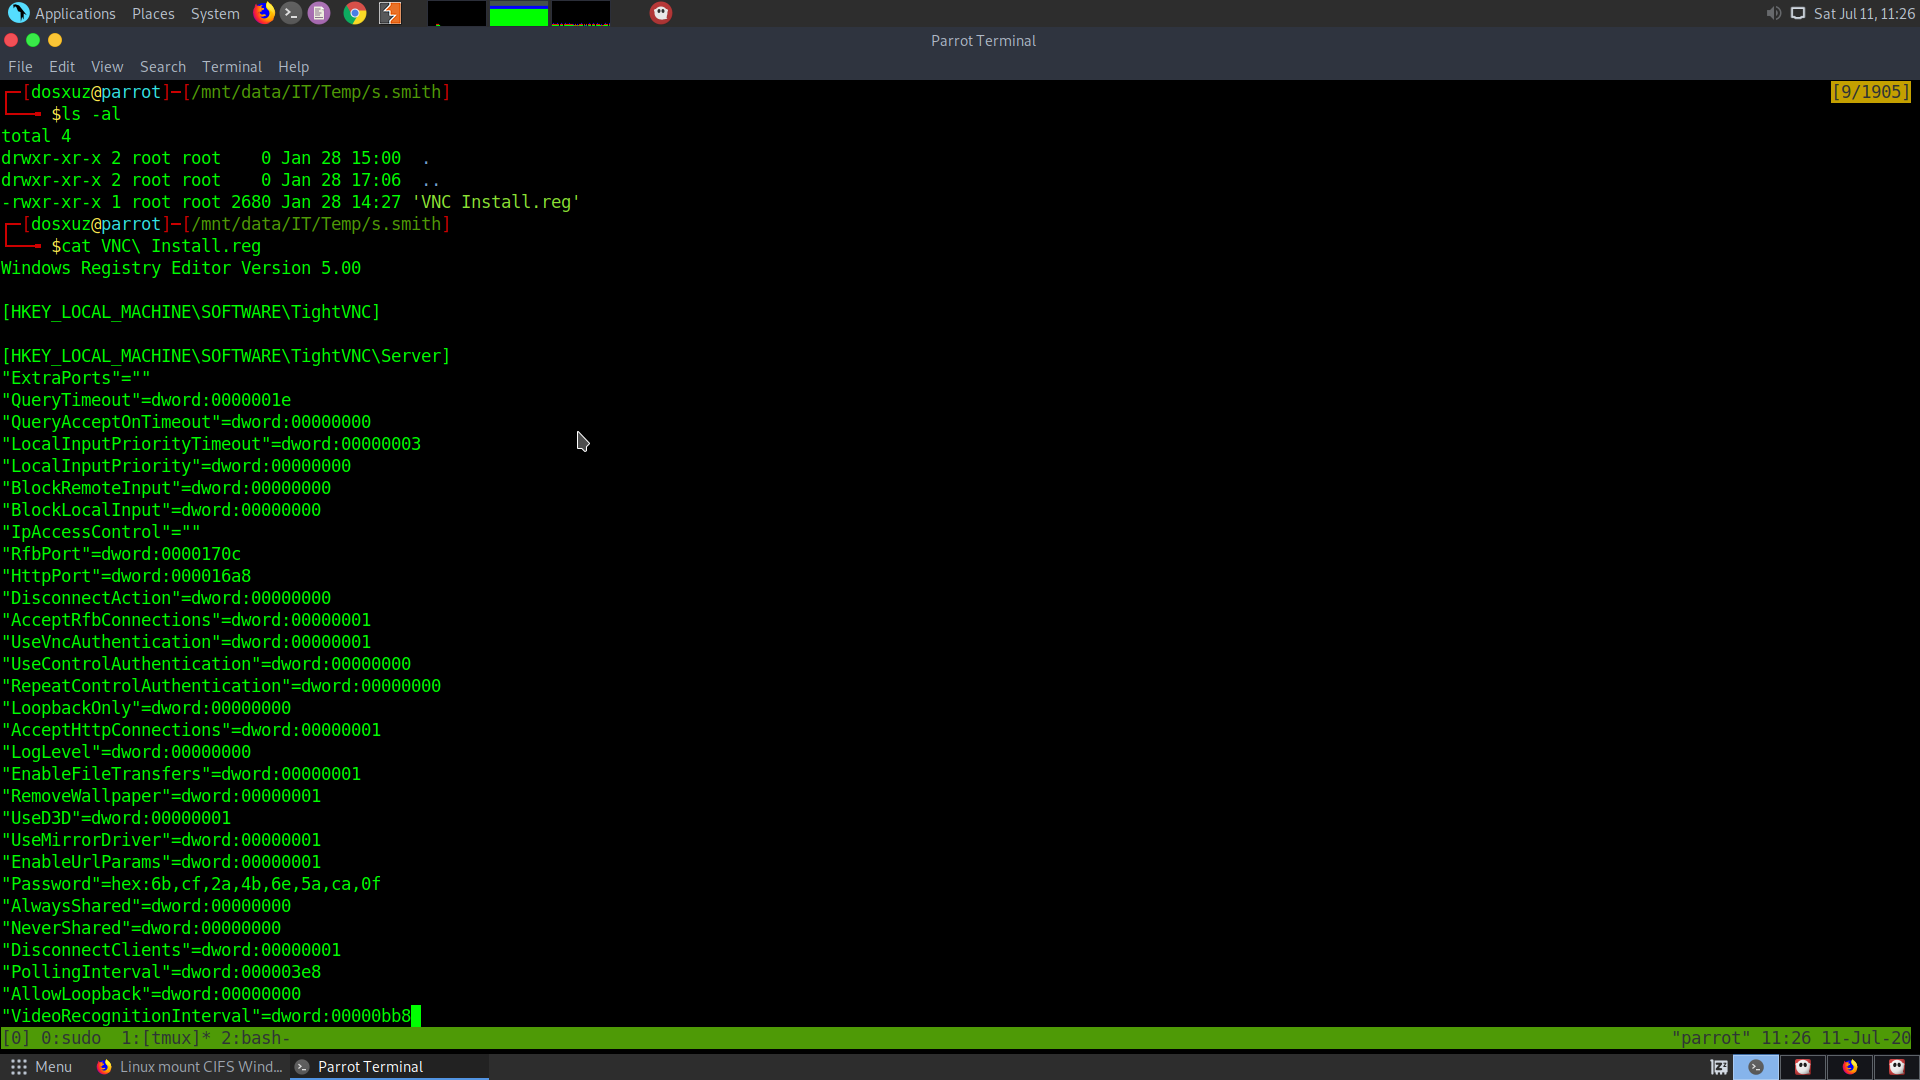 Applications Places System Sat Jul 11, 11:26
Parrot Terminal
File Edit View Search Terminal Help
┌─[dosxuz@parrot]─[/mnt/data/IT/Temp/s.smith] [9/1905]
└──╼ $ls -al
total 4
drwxr-xr-x 2 root root    0 Jan 28 15:00  .
drwxr-xr-x 2 root root    0 Jan 28 17:06  ..
-rwxr-xr-x 1 root root 2680 Jan 28 14:27 'VNC Install.reg'
┌─[dosxuz@parrot]─[/mnt/data/IT/Temp/s.smith]
└──╼ $cat VNC\ Install.reg
Windows Registry Editor Version 5.00
[HKEY_LOCAL_MACHINE\SOFTWARE\TightVNC]
[HKEY_LOCAL_MACHINE\SOFTWARE\TightVNC\Server]
"ExtraPorts"=""
"QueryTimeout"=dword:0000001e
"QueryAcceptOnTimeout"=dword:00000000
"LocalInputPriorityTimeout"=dword:00000003
"LocalInputPriority"=dword:00000000
"BlockRemoteInput"=dword:00000000
"BlockLocalInput"=dword:00000000
"IpAccessControl"=""
"RfbPort"=dword:0000170c
"HttpPort"=dword:000016a8
"DisconnectAction"=dword:00000000
"AcceptRfbConnections"=dword:00000001
"UseVncAuthentication"=dword:00000001
"UseControlAuthentication"=dword:00000000
"RepeatControlAuthentication"=dword:00000000
"LoopbackOnly"=dword:00000000
"AcceptHttpConnections"=dword:00000001
"LogLevel"=dword:00000000
"EnableFileTransfers"=dword:00000001
"RemoveWallpaper"=dword:00000001
"UseD3D"=dword:00000001
"UseMirrorDriver"=dword:00000001
"EnableUrlParams"=dword:00000001
"Password"=hex:6b,cf,2a,4b,6e,5a,ca,0f
"AlwaysShared"=dword:00000000
"NeverShared"=dword:00000000
"DisconnectClients"=dword:00000001
"PollingInterval"=dword:000003e8
"AllowLoopback"=dword:00000000
"VideoRecognitionInterval"=dword:00000bb8
[0] 0:sudo  1:[tmux]* 2:bash- "parrot" 11:26 11-Jul-20
Menu Linux mount CIFS Wind... Parrot Terminal